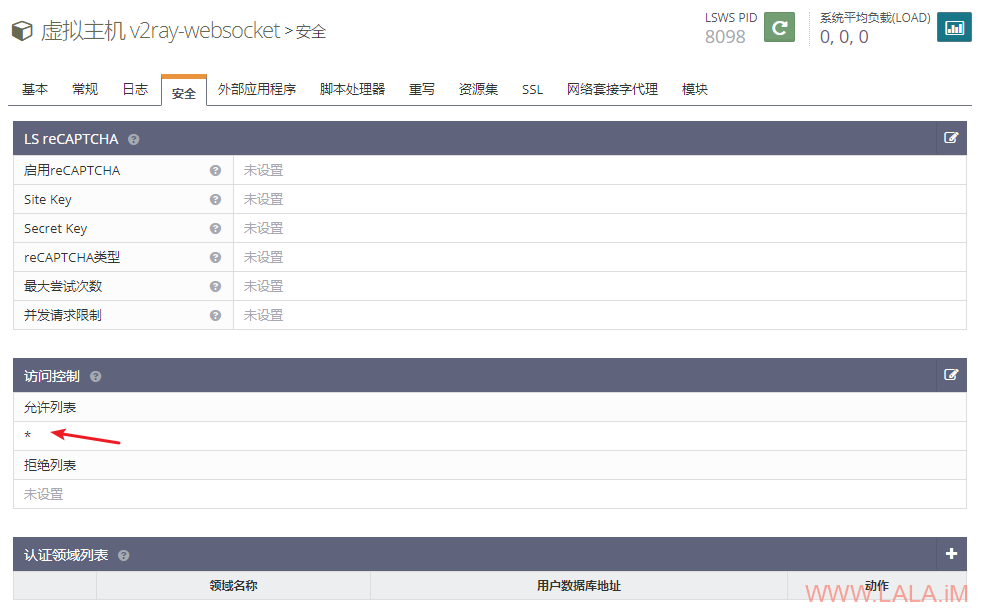 虚拟主机 v2ray-websocket > 安全
LSWS PID
8098
系统平均负载(LOAD)
0, 0, 0
基本 常规 日志 安全 外部应用程序 脚本处理器 重写 资源集 SSL 网络套接字代理 模块
LS reCAPTCHA
启用reCAPTCHA 未设置
Site Key 未设置
Secret Key 未设置
reCAPTCHA类型 未设置
最大尝试次数 未设置
并发请求限制 未设置
访问控制
允许列表
*
拒绝列表
未设置
认证领域列表
领域名称 用户数据库地址 动作
WWW.LALA.iM